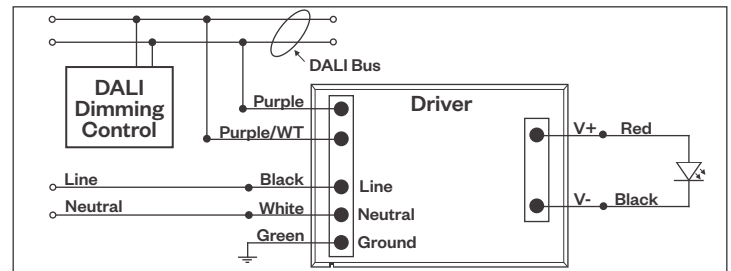 DALI Bus
DALI
Dimming
Control
Driver
Purple
Purple/WT
V+ Red
Line Black Line
V- Black
Neutral White Neutral
Green Ground